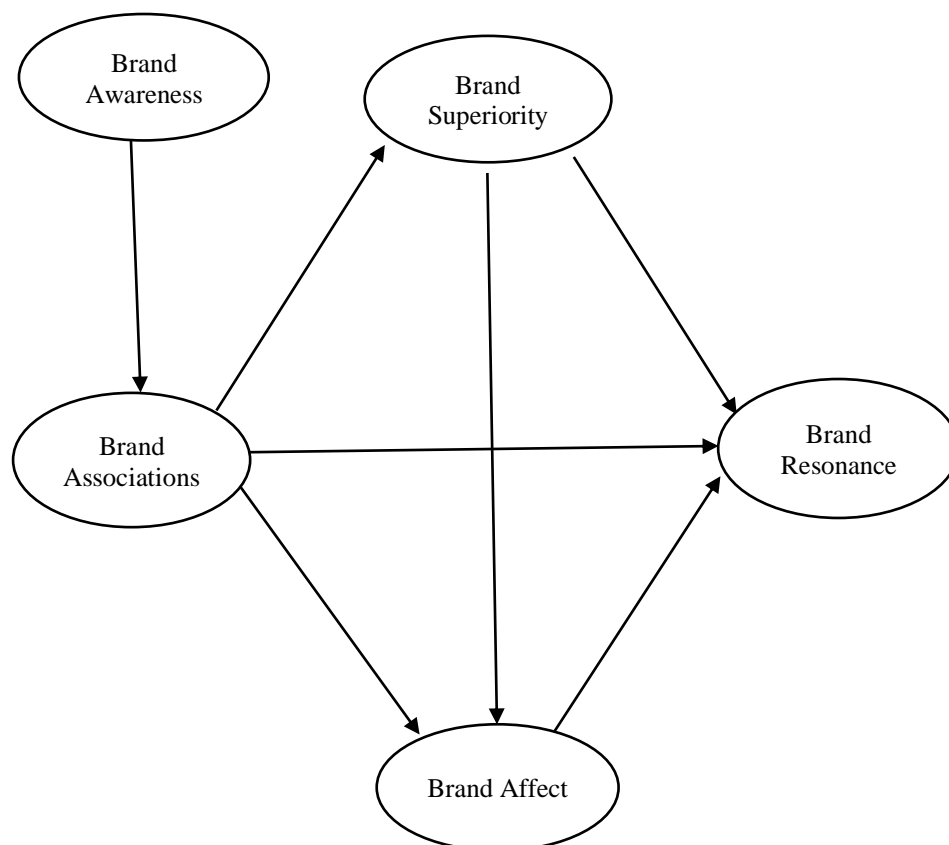 Brand
Awareness
Brand
Superiority
Brand
Associations
Brand
Resonance
Brand Affect